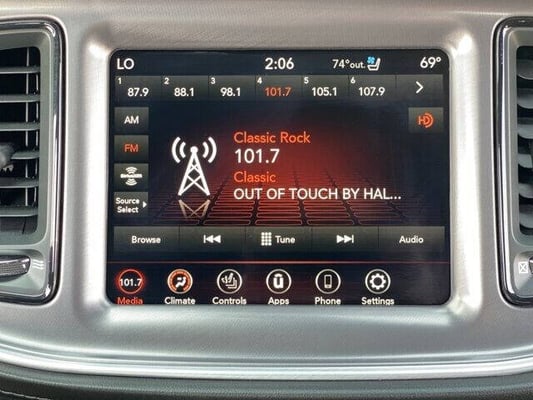 LO 2:06 74°out. 69°
1 2 3 4 5 6
87.9 88.1 98.1 101.7 105.1 107.9
AM HD
Classic Rock
FM 101.7
SiriusXM Classic
Source Select OUT OF TOUCH BY HAL...
Browse Tune Audio
101.7
Media Climate Controls Apps Phone Settings